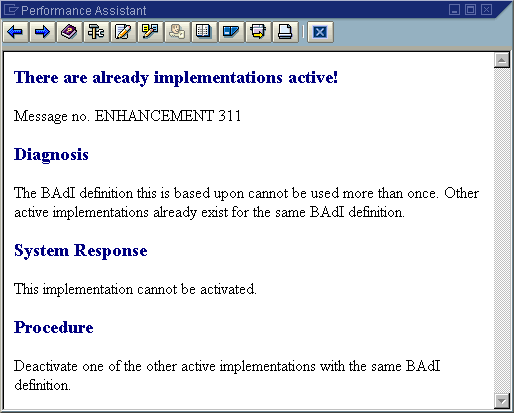 Performance Assistant
There are already implementations active!
Message no. ENHANCEMENT 311
Diagnosis
The BAdI definition this is based upon cannot be used more than once. Other
active implementations already exist for the same BAdI definition.
System Response
This implementation cannot be activated.
Procedure
Deactivate one of the other active implementations with the same BAdI
definition.